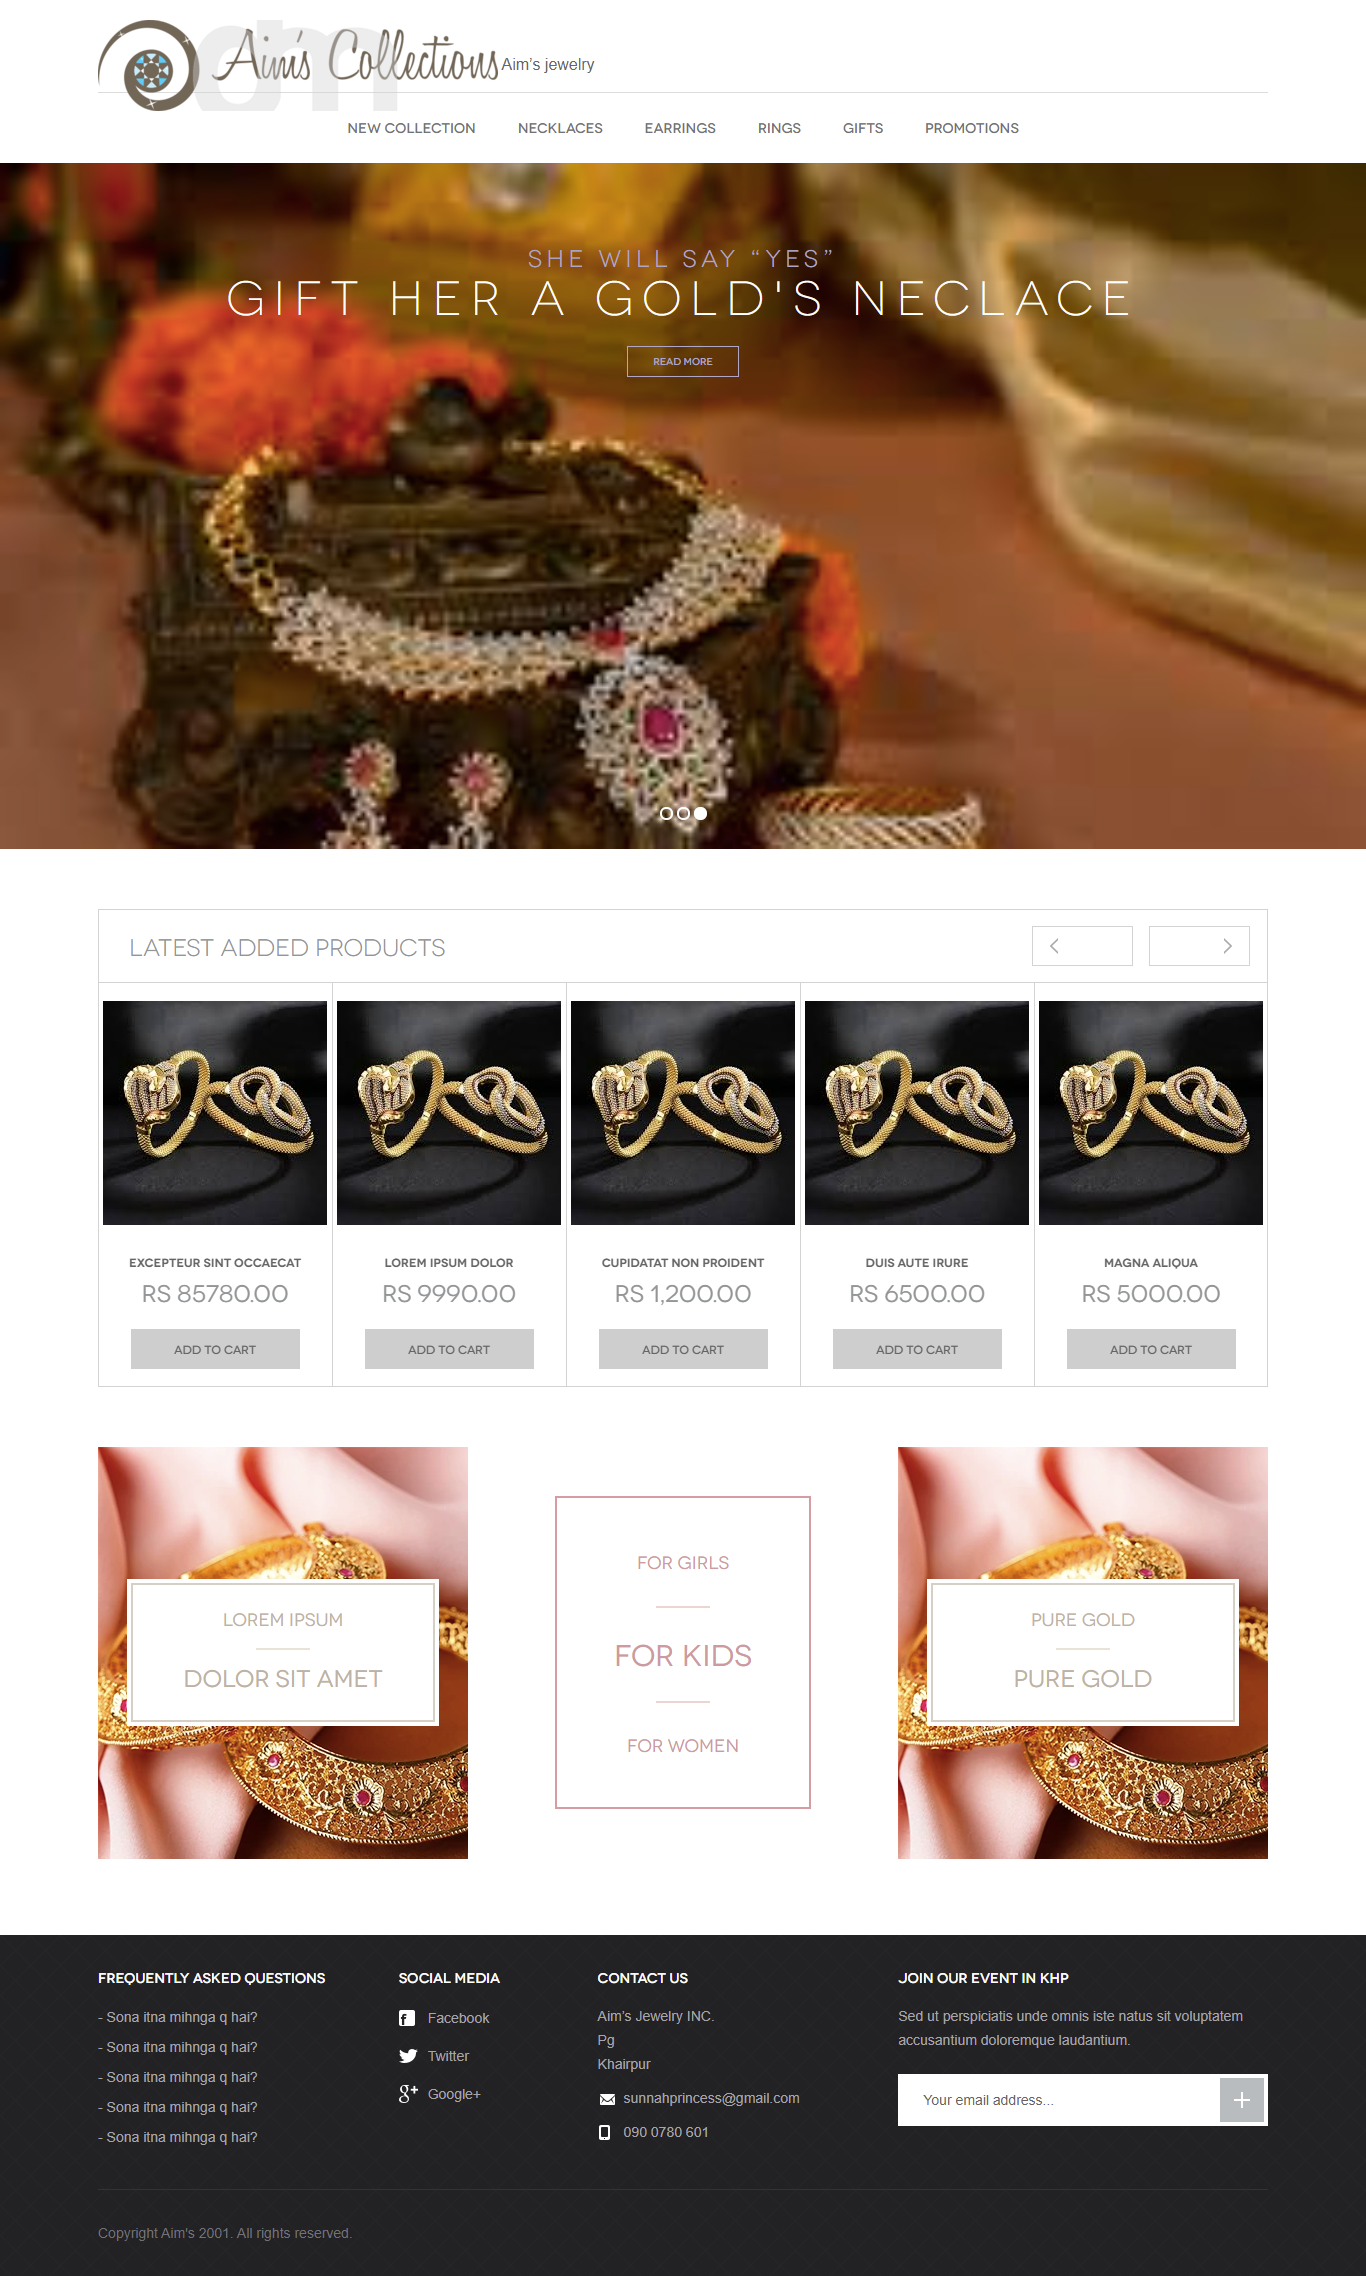 Aim's Collections
Aim's jewelry
NEW COLLECTION NECKLACES EARRINGS RINGS GIFTS PROMOTIONS
SHE WILL SAY “YES”
GIFT HER A GOLD'S NECLACE
READ MORE
LATEST ADDED PRODUCTS
EXCEPTEUR SINT OCCAECAT
RS 85780.00
ADD TO CART
LOREM IPSUM DOLOR
RS 9990.00
ADD TO CART
CUPIDATAT NON PROIDENT
RS 1,200.00
ADD TO CART
DUIS AUTE IRURE
RS 6500.00
ADD TO CART
MAGNA ALIQUA
RS 5000.00
ADD TO CART
LOREM IPSUM
DOLOR SIT AMET
FOR GIRLS
FOR KIDS
FOR WOMEN
PURE GOLD
PURE GOLD
FREQUENTLY ASKED QUESTIONS
- Sona itna mihnga q hai?
- Sona itna mihnga q hai?
- Sona itna mihnga q hai?
- Sona itna mihnga q hai?
- Sona itna mihnga q hai?
SOCIAL MEDIA
Facebook
Twitter
Google+
CONTACT US
Aim's Jewelry INC.
Pg
Khairpur
sunnahprincess@gmail.com
090 0780 601
JOIN OUR EVENT IN KHP
Sed ut perspiciatis unde omnis iste natus sit voluptatem
accusantium doloremque laudantium.
Your email address...
Copyright Aim's 2001. All rights reserved.